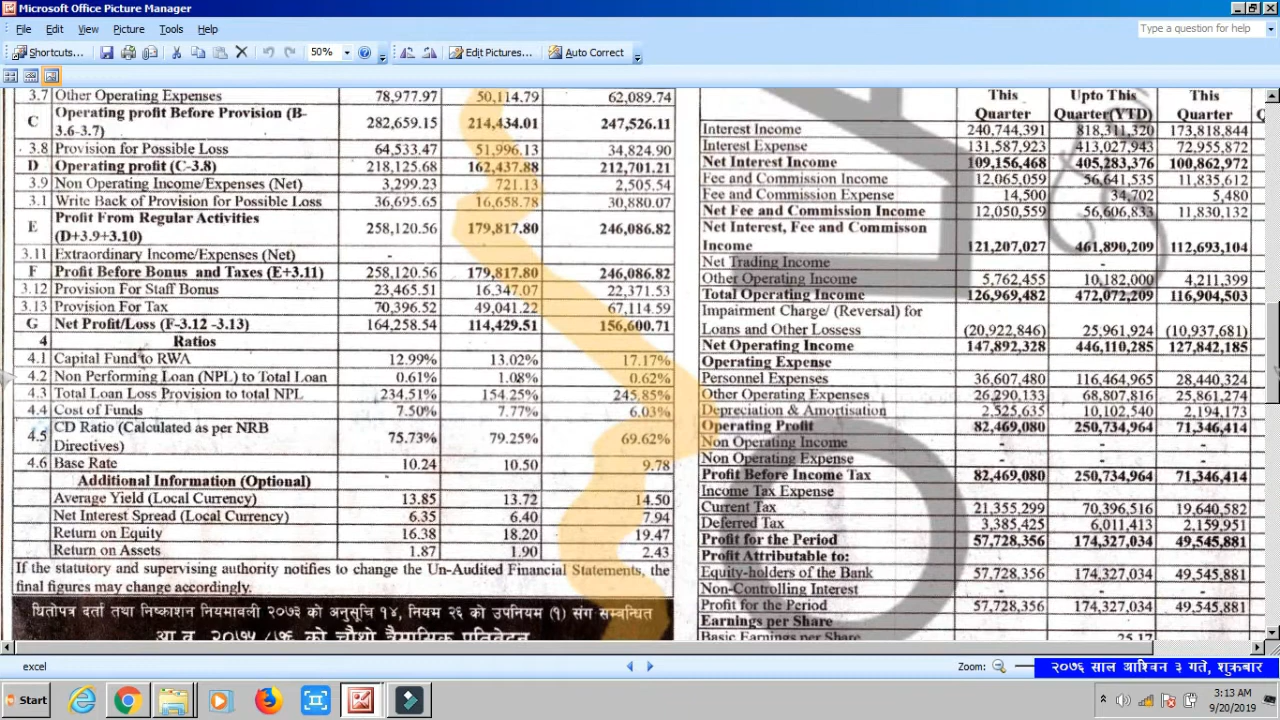 Microsoft Office Picture Manager
File Edit View Picture Tools Help
Type a question for help
Shortcuts... 50% Edit Pictures... Auto Correct
3.7 Other Operating Expenses 78,977.97 50,114.79 62,089.74
C Operating profit Before Provision (B-3.6-3.7) 282,659.15 214,434.01 247,526.11
3.8 Provision for Possible Loss 64,533.47 51,996.13 34,824.90
D Operating profit (C-3.8) 218,125.68 162,437.88 212,701.21
3.9 Non Operating Income/Expenses (Net) 3,299.23 721.13 2,505.54
3.1 Write Back of Provision for Possible Loss 36,695.65 16,658.78 30,880.07
E Profit From Regular Activities (D+3.9+3.10) 258,120.56 179,817.80 246,086.82
3.11 Extraordinary Income/Expenses (Net) -
F Profit Before Bonus and Taxes (E+3.11) 258,120.56 179,817.80 246,086.82
3.12 Provision For Staff Bonus 23,465.51 16,347.07 22,371.53
3.13 Provision For Tax 70,396.52 49,041.22 67,114.59
G Net Profit/Loss (F-3.12 -3.13) 164,258.54 114,429.51 156,600.71
4 Ratios
4.1 Capital Fund to RWA 12.99% 13.02% 17.17%
4.2 Non Performing Loan (NPL) to Total Loan 0.61% 1.08% 0.62%
4.3 Total Loan Loss Provision to total NPL 234.51% 154.25% 245.85%
4.4 Cost of Funds 7.50% 7.77% 6.03%
4.5 CD Ratio (Calculated as per NRB Directives) 75.73% 79.25% 69.62%
4.6 Base Rate 10.24 10.50 9.78
Additional Information (Optional)
Average Yield (Local Currency) 13.85 13.72 14.50
Net Interest Spread (Local Currency) 6.35 6.40 7.94
Return on Equity 16.38 18.20 19.47
Return on Assets 1.87 1.90 2.43
If the statutory and supervising authority notifies to change the Un-Audited Financial Statements, the
final figures may change accordingly.
धितोपत्र दर्ता तथा निष्काशन नियमावली २०७३ को अनुसूचि १४, नियम २६ को उपनियम (१) संग सम्बन्धित
आ.व. २०७५/७६ को चौथो त्रैमासिक प्रतिवेदन
This Quarter Upto This Quarter(YTD) This Quarter
Interest Income 240,744,391 818,311,320 173,818,844
Interest Expense 131,587,923 413,027,943 72,955,872
Net Interest Income 109,156,468 405,283,376 100,862,972
Fee and Commission Income 12,065,059 56,641,535 11,835,612
Fee and Commission Expense 14,500 34,702 5,480
Net Fee and Commission Income 12,050,559 56,606,833 11,830,132
Net Interest, Fee and Commisson Income 121,207,027 461,890,209 112,693,104
Net Trading Income -
Other Operating Income 5,762,455 10,182,000 4,211,399
Total Operating Income 126,969,482 472,072,209 116,904,503
Impairment Charge/ (Reversal) for Loans and Other Lossess (20,922,846) 25,961,924 (10,937,681)
Net Operating Income 147,892,328 446,110,285 127,842,185
Operating Expense
Personnel Expenses 36,607,480 116,464,965 28,440,324
Other Operating Expenses 26,290,133 68,807,816 25,861,274
Depreciation & Amortisation 2,525,635 10,102,540 2,194,173
Operating Profit 82,469,080 250,734,964 71,346,414
Non Operating Income - - -
Non Operating Expense - - -
Profit Before Income Tax 82,469,080 250,734,964 71,346,414
Income Tax Expense
Current Tax 21,355,299 70,396,516 19,640,582
Deferred Tax 3,385,425 6,011,413 2,159,951
Profit for the Period 57,728,356 174,327,034 49,545,881
Profit Attributable to:
Equity-holders of the Bank 57,728,356 174,327,034 49,545,881
Non-Controlling Interest - - -
Profit for the Period 57,728,356 174,327,034 49,545,881
Earnings per Share
Basic Earnings per Share 25.17
excel
Zoom:
२०७६ साल आश्विन ३ गते, शुक्रबार
Start
3:13 AM
9/20/2019